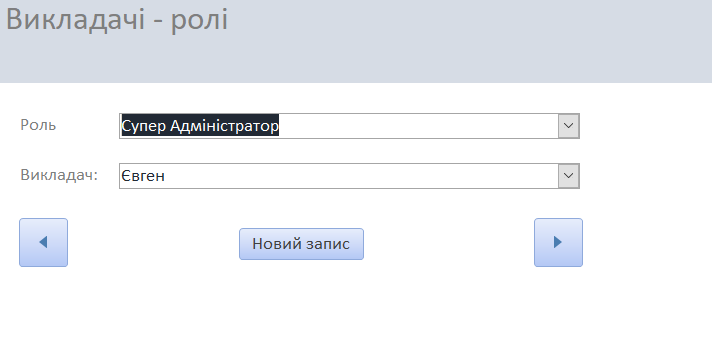 Викладачі - ролі
Роль
Супер Адміністратор
Викладач:
Євген
Новий запис